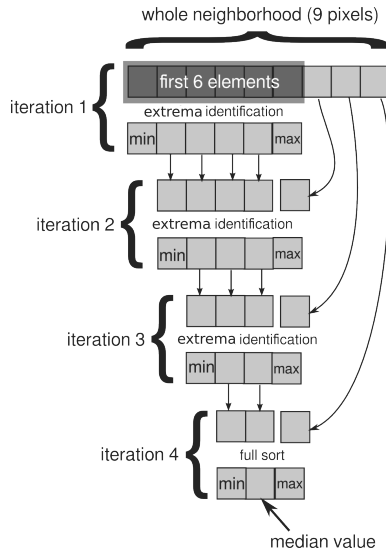 whole neighborhood (9 pixels)
first 6 elements
iteration 1
extrema identification
min max
iteration 2
extrema identification
min max
iteration 3
extrema identification
min max
iteration 4
full sort
min max
median value